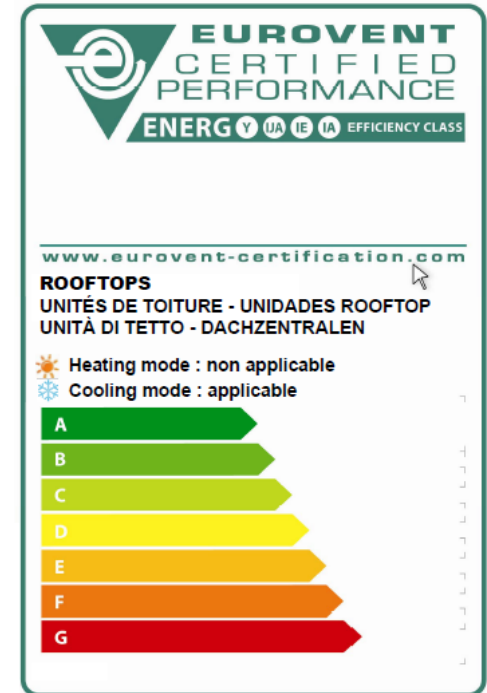 EUROVENT
CERTIFIED
PERFORMANCE
ENERG Y IJA IE IA EFFICIENCY CLASS
www.eurovent-certification.com
ROOFTOPS
UNITÉS DE TOITURE - UNIDADES ROOFTOP
UNITÀ DI TETTO - DACHZENTRALEN
Heating mode : non applicable
Cooling mode : applicable
A
B
C
D
E
F
G